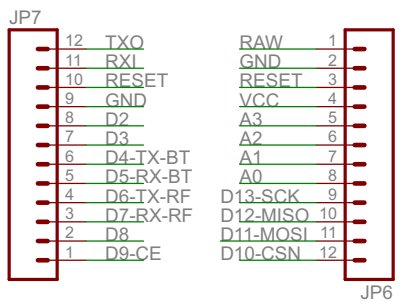 JP7
12 TXO
11 RXI
10 RESET
9 GND
8 D2
7 D3
6 D4-TX-BT
5 D5-RX-BT
4 D6-TX-RF
3 D7-RX-RF
2 D8
1 D9-CE
RAW 1
GND 2
RESET 3
VCC 4
A3 5
A2 6
A1 7
A0 8
D13-SCK 9
D12-MISO 10
D11-MOSI 11
D10-CSN 12
JP6